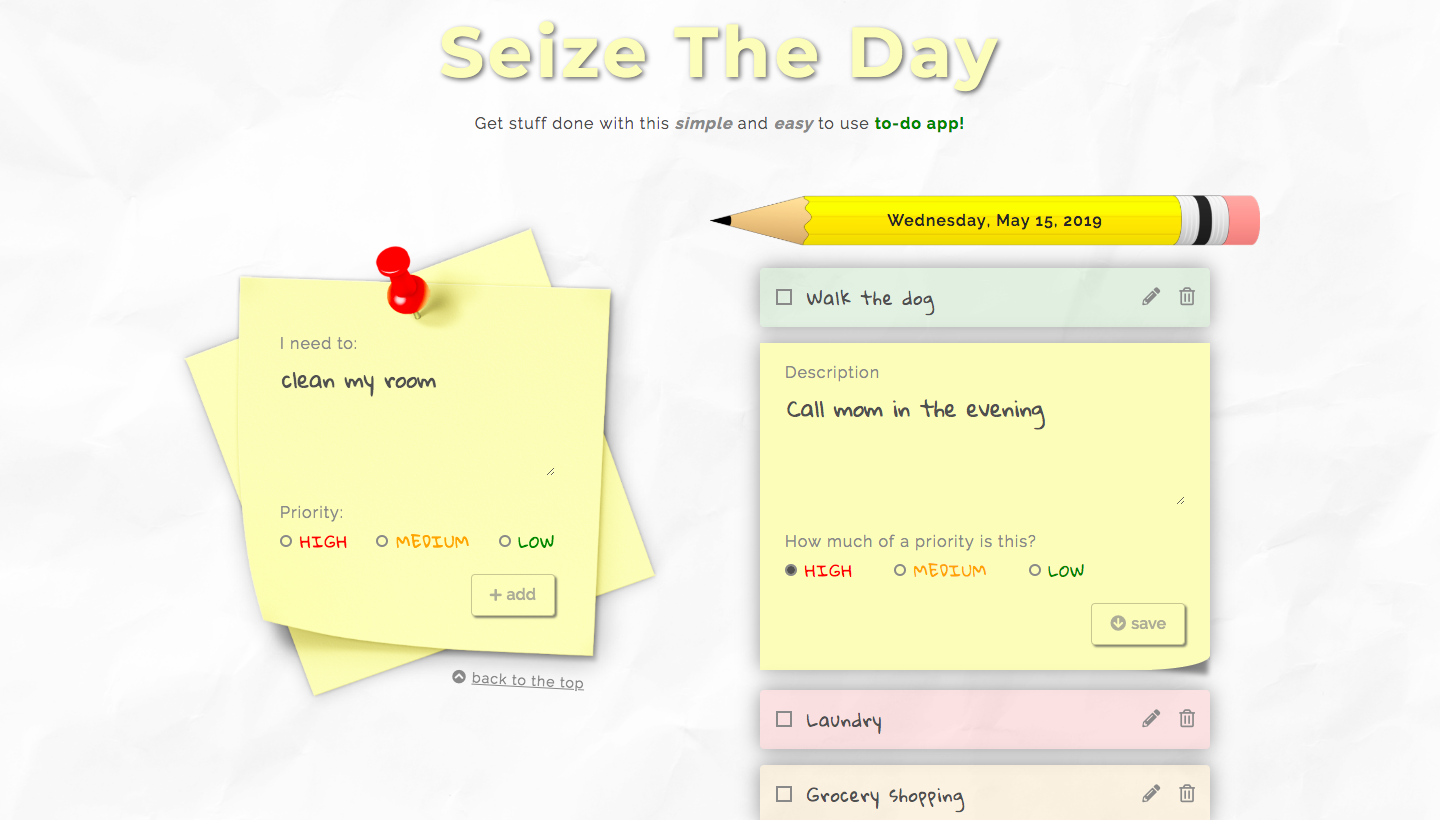 Seize The Day
Get stuff done with this simple and easy to use to-do app!
Wednesday, May 15, 2019
I need to:
clean my room
Priority:
HIGH MEDIUM LOW
+ add
back to the top
Walk the dog
Description
Call mom in the evening
How much of a priority is this?
HIGH MEDIUM LOW
save
Laundry
Grocery shopping